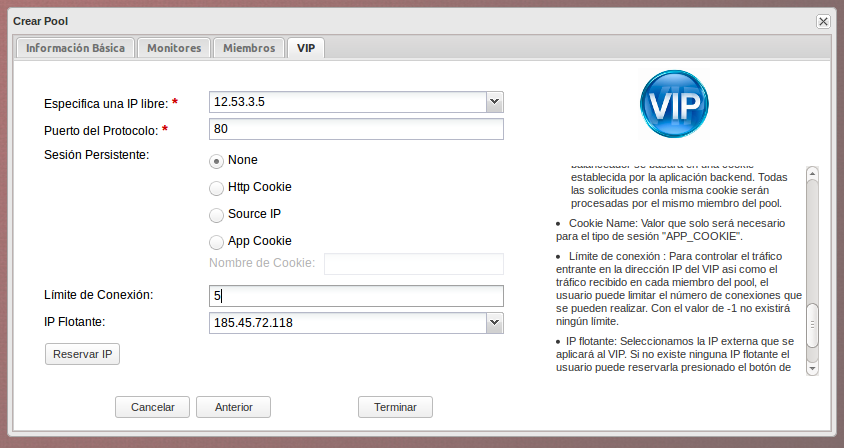 Crear Pool
Información Básica
Monitores
Miembros
VIP
Especifica una IP libre: *
12.53.3.5
Puerto del Protocolo: *
80
Sesión Persistente:
None
Http Cookie
Source IP
App Cookie
Nombre de Cookie:
Límite de Conexión:
5
IP Flotante:
185.45.72.118
Reservar IP
Cancelar
Anterior
Terminar
VIP
balanceador se basará en una cookie
establecida por la aplicación backend. Todas
las solicitudes conla misma cookie serán
procesadas por el mismo miembro del pool.
• Cookie Name: Valor que solo será necesario
para el tipo de sesión "APP_COOKIE".
• Límite de conexión : Para controlar el tráfico
entrante en la dirección IP del VIP asi como el
tráfico recibido en cada miembro del pool, el
usuario puede limitar el número de conexiones que
se pueden realizar. Con el valor de -1 no existirá
ningún límite.
• IP flotante: Seleccionamos la IP externa que se
aplicará al VIP. Si no existe ninguna IP flotante el
usuario puede reservarla presionado el botón de